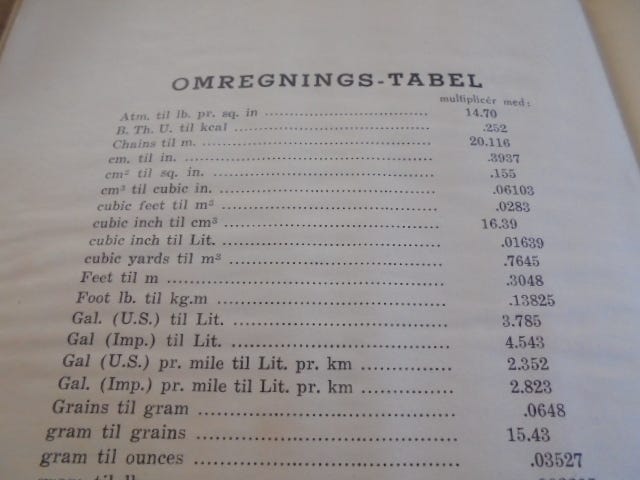 OMREGNINGS-TABEL
multiplicér med:
Atm. til lb. pr. sq. in ........ 14.70
B. Th. U. til kcal ........ .252
Chains til m. ........ 20.116
cm. til in. ........ .3937
cm² til sq. in. ........ .155
cm³ til cubic in. ........ .06103
cubic feet til m³ ........ .0283
cubic inch til cm³ ........ 16.39
cubic inch til Lit. ........ .01639
cubic yards til m³ ........ .7645
Feet til m ........ .3048
Foot lb. til kg.m ........ .13825
Gal. (U.S.) til Lit. ........ 3.785
Gal (Imp.) til Lit. ........ 4.543
Gal (U.S.) pr. mile til Lit. pr. km ........ 2.352
Gal. (Imp.) pr. mile til Lit. pr. km ........ 2.823
Grains til gram ........ .0648
gram til grains ........ 15.43
gram til ounces ........ .03527